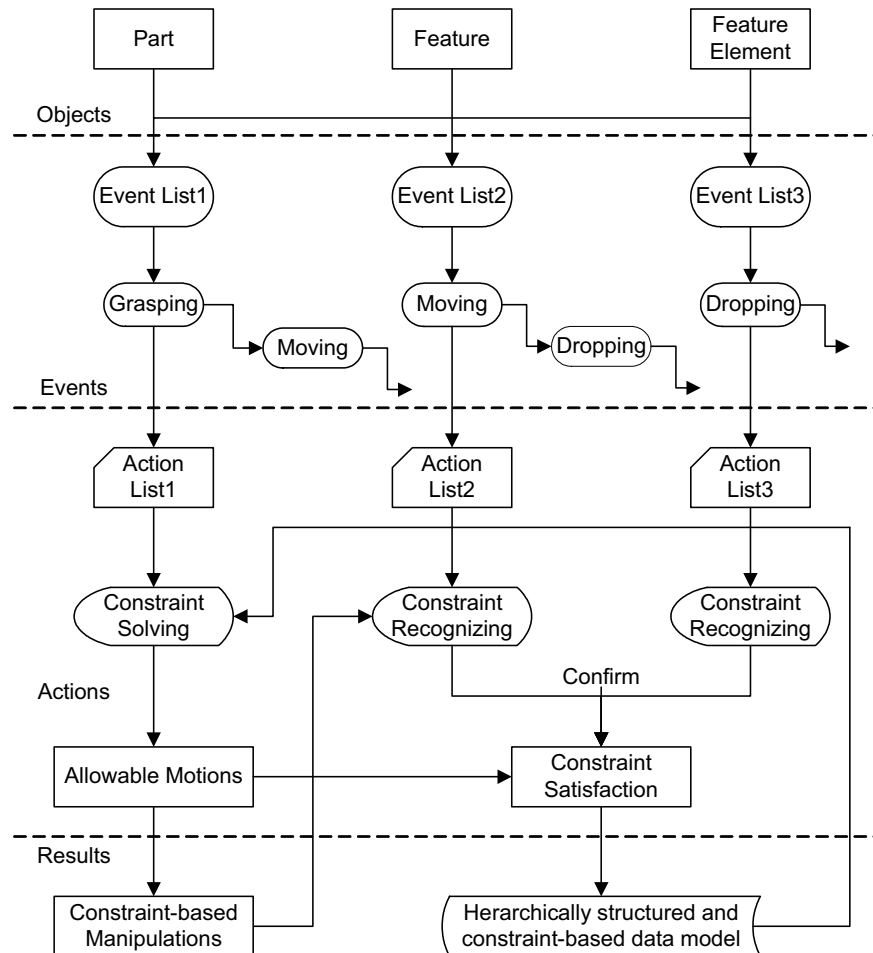 Part
Feature
Feature
Element
Objects
Event List1
Event List2
Event List3
Grasping
Moving
Dropping
Moving
Dropping
Events
Action
List1
Action
List2
Action
List3
Constraint
Solving
Constraint
Recognizing
Constraint
Recognizing
Confirm
Actions
Allowable Motions
Constraint
Satisfaction
Results
Constraint-based
Manipulations
Hierarchically structured and
constraint-based data model